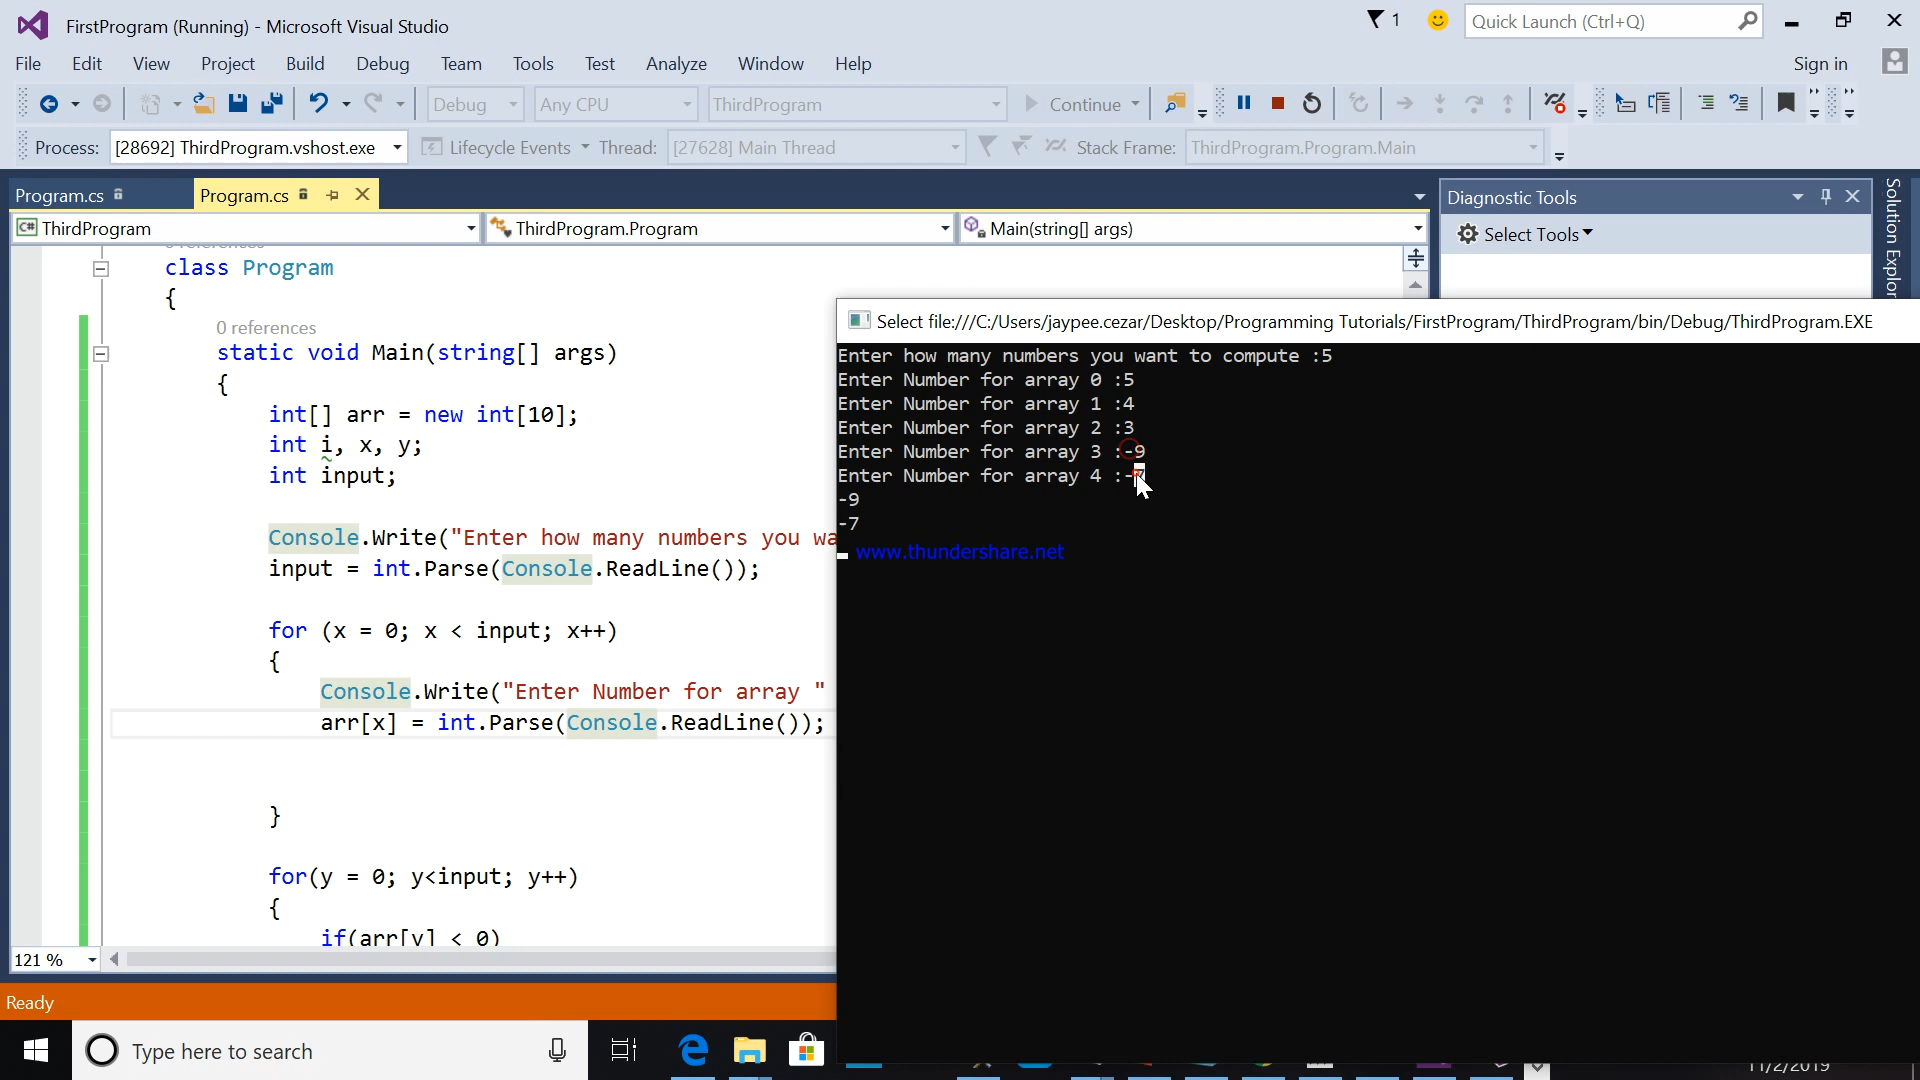 FirstProgram (Running) - Microsoft Visual Studio
1
Quick Launch (Ctrl+Q)
File Edit View Project Build Debug Team Tools Test Analyze Window Help
Sign in
Debug Any CPU ThirdProgram Continue
Process: [28692] ThirdProgram.vshost.exe Lifecycle Events Thread: [27628] Main Thread Stack Frame: ThirdProgram.Program.Main
Program.cs Program.cs
ThirdProgram ThirdProgram.Program Main(string[] args)
0 references
class Program
{
0 references
static void Main(string[] args)
{
int[] arr = new int[10];
int i, x, y;
int input;
Console.Write("Enter how many numbers you wa
input = int.Parse(Console.ReadLine());
for (x = 0; x < input; x++)
{
Console.Write("Enter Number for array "
arr[x] = int.Parse(Console.ReadLine());
}
for(y = 0; y<input; y++)
{
if(arr[y] < 0)
121 %
Ready
Diagnostic Tools
Select Tools
Solution Explor
Select file:///C:/Users/jaypee.cezar/Desktop/Programming Tutorials/FirstProgram/ThirdProgram/bin/Debug/ThirdProgram.EXE
Enter how many numbers you want to compute :5
Enter Number for array 0 :5
Enter Number for array 1 :4
Enter Number for array 2 :3
Enter Number for array 3 :-9
Enter Number for array 4 :-7
-9
-7
www.thundershare.net
Type here to search
11/2/2019